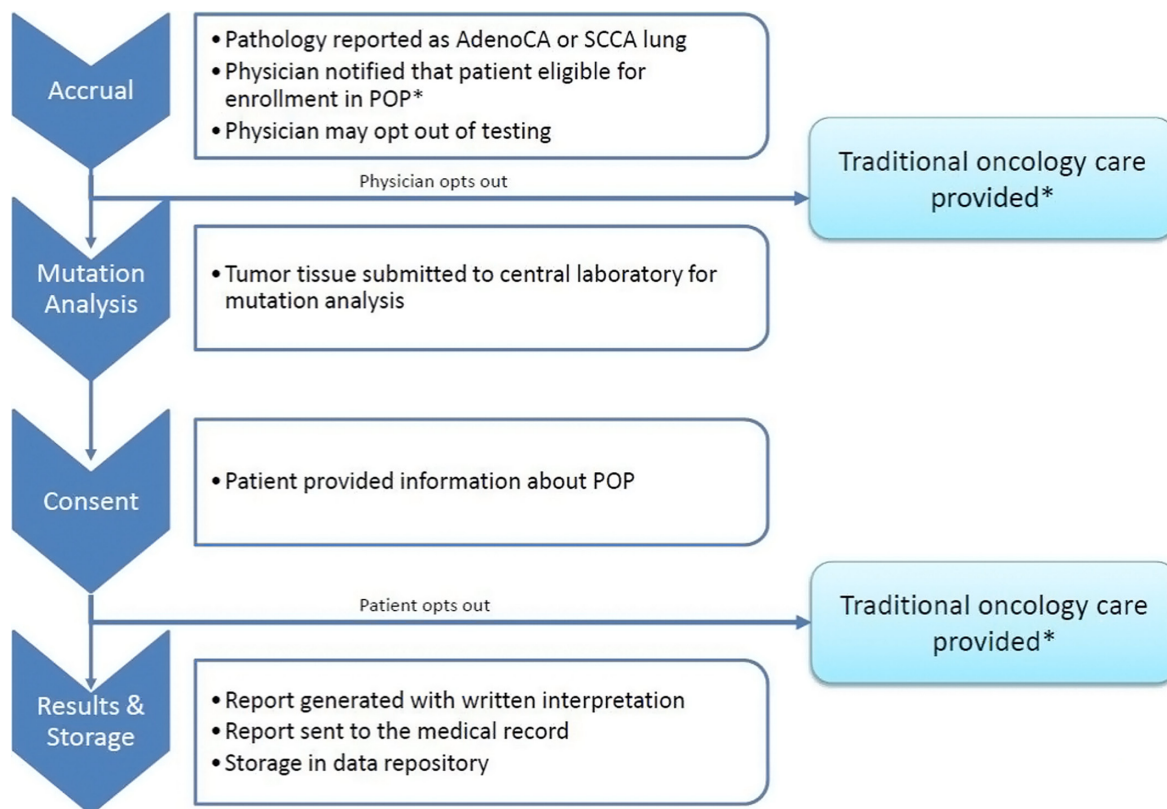 Accrual
• Pathology reported as AdenoCA or SCCA lung
• Physician notified that patient eligible for
enrollment in POP*
• Physician may opt out of testing
Physician opts out
Traditional oncology care
provided*
Mutation
Analysis
• Tumor tissue submitted to central laboratory for
mutation analysis
Consent
• Patient provided information about POP
Patient opts out
Traditional oncology care
provided*
Results &
Storage
• Report generated with written interpretation
• Report sent to the medical record
• Storage in data repository